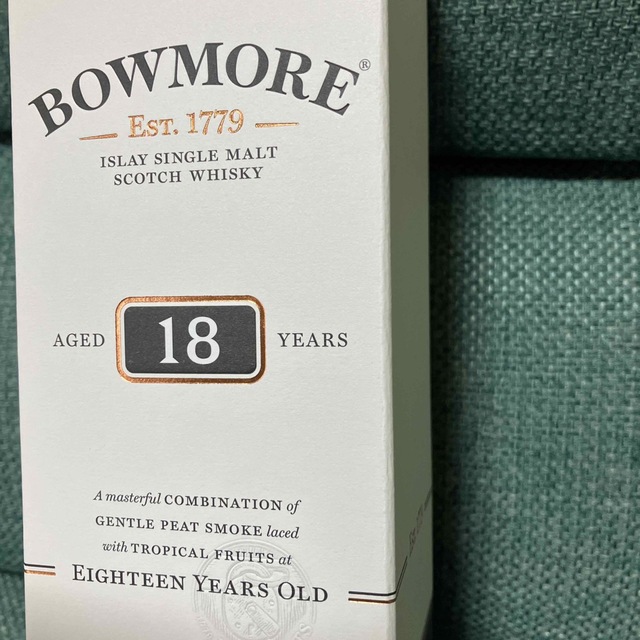 BOWMORE®
EST. 1779
ISLAY SINGLE MALT
SCOTCH WHISKY
AGED 18 YEARS
A masterful COMBINATION of
GENTLE PEAT SMOKE laced
with TROPICAL FRUITS at
EIGHTEEN YEARS OLD